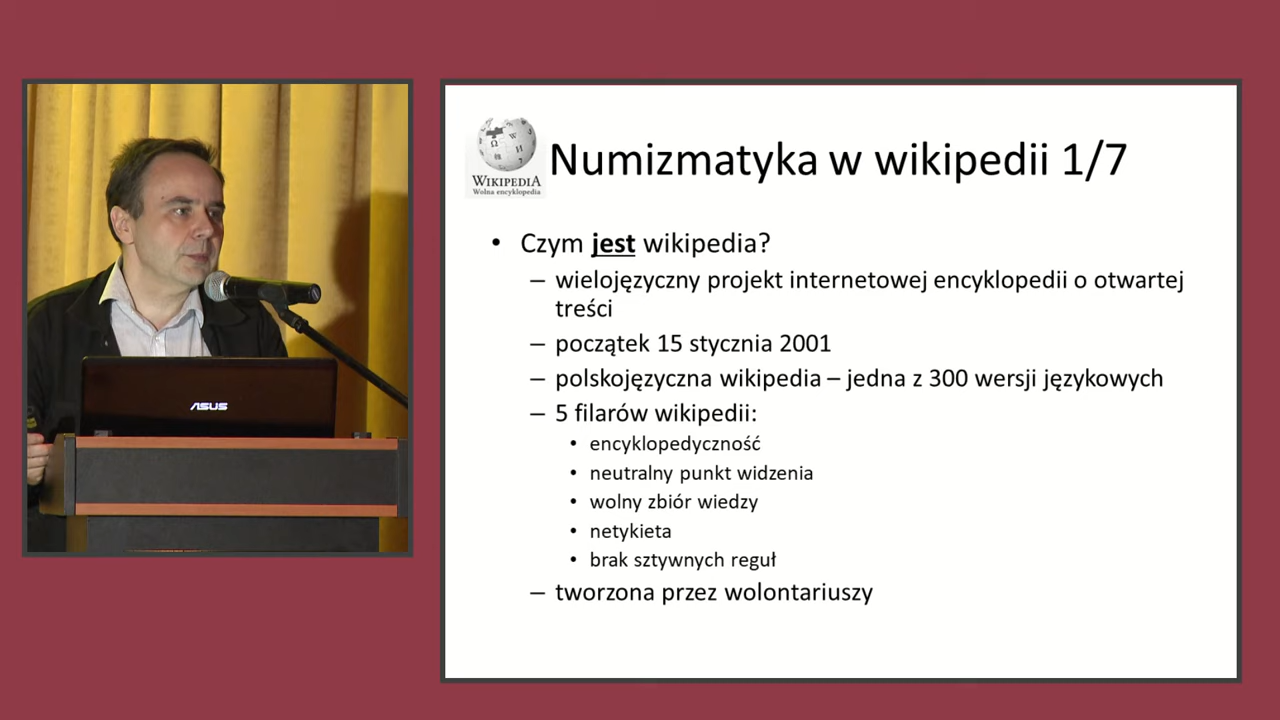 WIKIPEDIA
Wolna encyklopedia
Numizmatyka w wikipedii 1/7
• Czym jest wikipedia?
– wielojęzyczny projekt internetowej encyklopedii o otwartej
treści
– początek 15 stycznia 2001
– polskojęzyczna wikipedia – jedna z 300 wersji językowych
– 5 filarów wikipedii:
• encyklopedyczność
• neutralny punkt widzenia
• wolny zbiór wiedzy
• netykieta
• brak sztywnych reguł
– tworzona przez wolontariuszy
ASUS